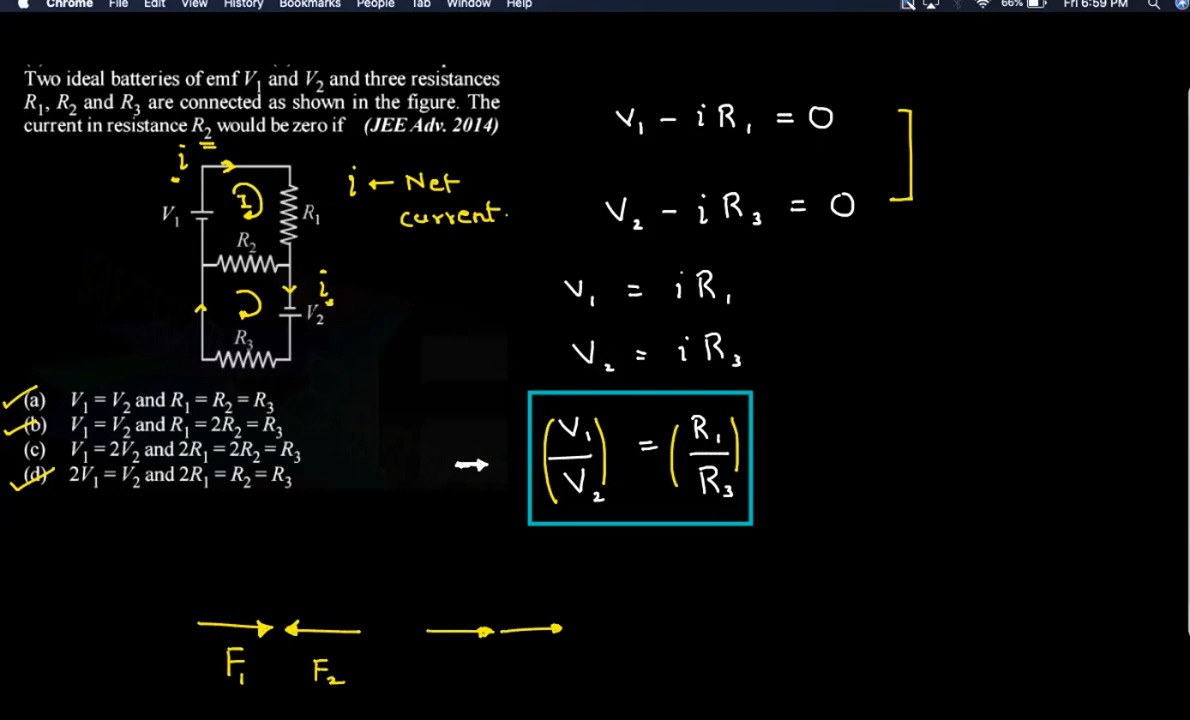 Chrome File Edit View History Bookmarks People Tab Window Help 66% Fri 6:59 PM
Two ideal batteries of emf V₁ and V₂ and three resistances
R₁, R₂ and R₃ are connected as shown in the figure. The
current in resistance R₂ would be zero if (JEE Adv. 2014)
i
V₁
I
R₁
R₂
i
V₂
R₃
i ← Net
current.
(a) V₁ = V₂ and R₁ = R₂ = R₃
(b) V₁ = V₂ and R₁ = 2R₂ = R₃
(c) V₁ = 2V₂ and 2R₁ = 2R₂ = R₃
(d) 2V₁ = V₂ and 2R₁ = R₂ = R₃
V₁ - iR₁ = 0
V₂ - iR₃ = 0
V₁ = iR₁
V₂ = iR₃
(V₁/V₂) = (R₁/R₃)
F₁ F₂